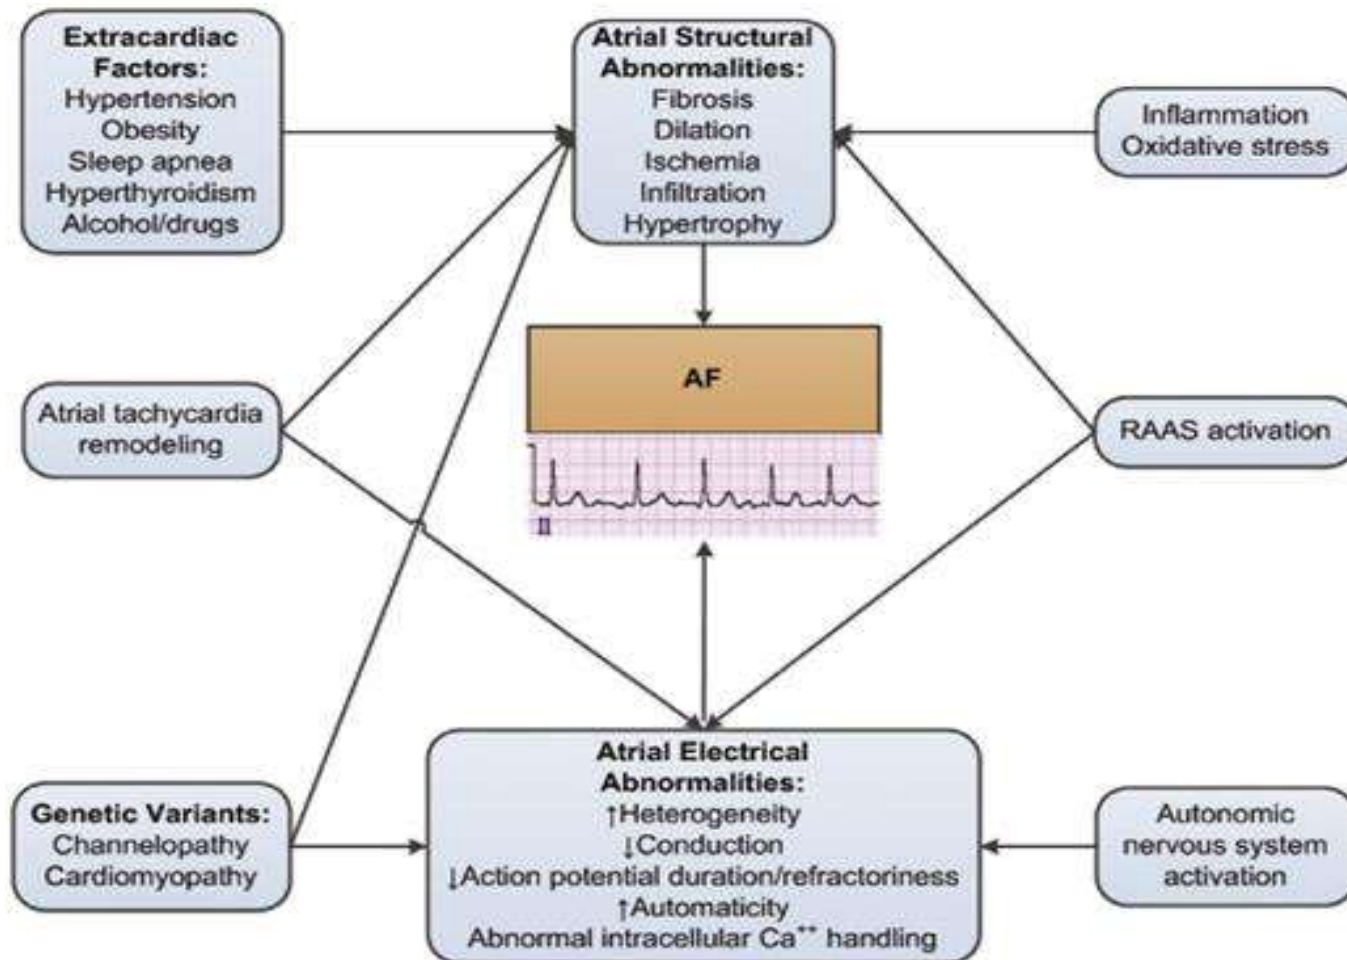 Extracardiac
Factors:
Hypertension
Obesity
Sleep apnea
Hyperthyroidism
Alcohol/drugs
Atrial Structural
Abnormalities:
Fibrosis
Dilation
Ischemia
Infiltration
Hypertrophy
Inflammation
Oxidative stress
Atrial tachycardia
remodeling
AF
RAAS activation
Genetic Variants:
Channelopathy
Cardiomyopathy
Atrial Electrical
Abnormalities:
↑Heterogeneity
↓Conduction
↓Action potential duration/refractoriness
↑Automaticity
Abnormal intracellular Ca⁺⁺ handling
Autonomic
nervous system
activation